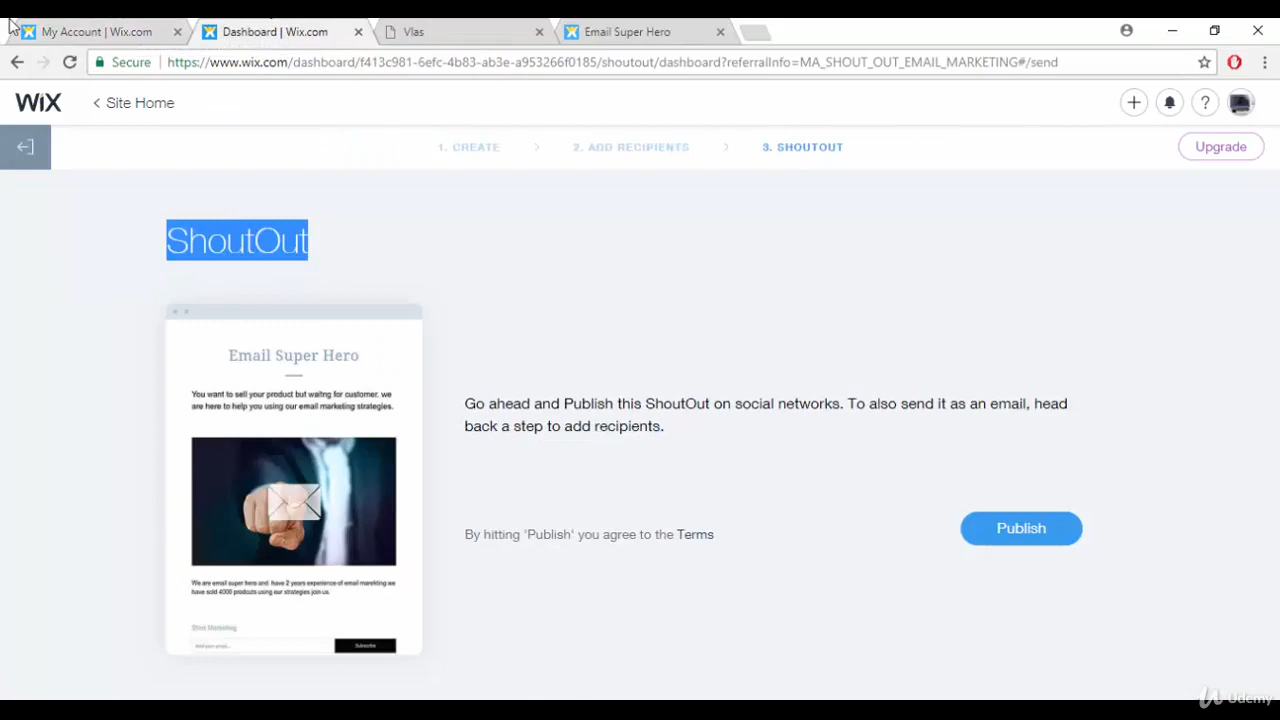 My Account | Wix.com
Dashboard | Wix.com
Vlas
Email Super Hero
Secure
https://www.wix.com/dashboard/f413c981-6efc-4b83-ab3e-a953266f0185/shoutout/dashboard?referralInfo=MA_SHOUT_OUT_EMAIL_MARKETING#/send
WiX
< Site Home
?
1. CREATE > 2. ADD RECIPIENTS > 3. SHOUTOUT
Upgrade
ShoutOut
Email Super Hero
You want to sell your product but waitng for customer. we
are here to help you using our email marketing strategies.
Go ahead and Publish this ShoutOut on social networks. To also send it as an email, head
back a step to add recipients.
By hitting 'Publish' you agree to the Terms
Publish
We are email super hero and have 2 years experience of email marekting we
have sold 4000 products using our strategies join us.
Add your email...
Subscribe
Udemy